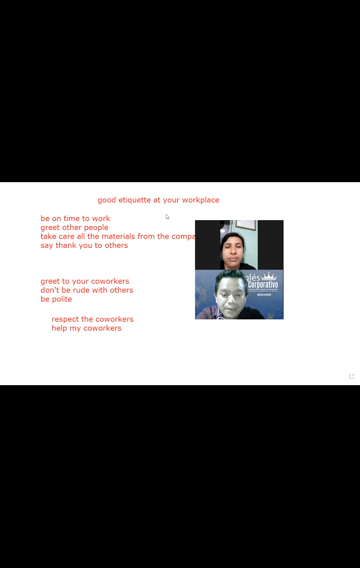 good etiquette at your workplace
be on time to work
greet other people
take care all the materials from the compa
say thank you to others
glés
Corporativo
greet to your coworkers
don't be rude with others
be polite
respect the coworkers
help my coworkers